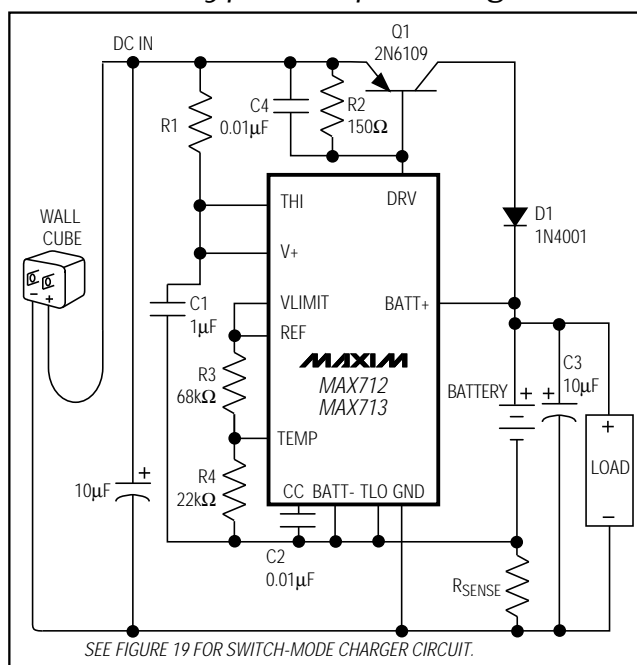 DC IN
Q1
2N6109
C4
0.01µF
R2
150Ω
R1
THI
DRV
D1
1N4001
WALL
CUBE
V+
C1
1µF
VLIMIT
BATT+
REF
MAXIM
MAX712
MAX713
R3
68kΩ
C3
10µF
BATTERY
TEMP
LOAD
R4
22kΩ
10µF
CC BATT- TLO GND
C2
0.01µF
RSENSE
SEE FIGURE 19 FOR SWITCH-MODE CHARGER CIRCUIT.